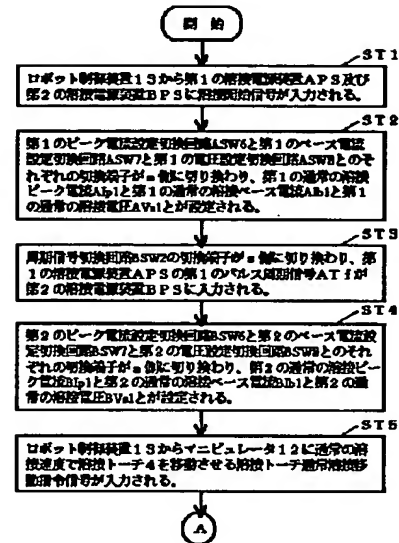 開 始
ST1
ロボット制御装置13から第1の溶接電源装置APS及び
第2の溶接電源装置BPSに溶接開始信号が入力される。
ST2
第1のピーク電流設定切換回路ASW6と第1のベース電流
設定切換回路ASW7と第1の電圧設定切換回路ASW8とのそ
れぞれの切換端子がa側に切り換わり、第1の通常の溶接
ピーク電流AIp1と第1の通常の溶接ベース電流AIb1と第1
の通常の溶接電圧AVs1とが設定される。
ST3
周期信号切換回路BSW2の切換端子がa側に切り換わり、第
1の溶接電源装置APSの第1のパルス周期信号ATfが
第2の溶接電源装置BPSに入力される。
ST4
第2のピーク電流設定切換回路BSW6と第2のベース電流設
定切換回路BSW7と第2の電圧設定切換回路BSW8とのそ
れぞれの切換端子がa側に切り換わり、第2の通常の溶接ピー
ク電流BIp1と第2の通常の溶接ベース電流BIb1と第2の通
常の溶接電圧BVs1とが設定される。
ST5
ロボット制御装置13からマニピュレータ12に通常の溶
接速度で溶接トーチ4を移動させる溶接トーチ通常溶接移
動指令信号が入力される。
A